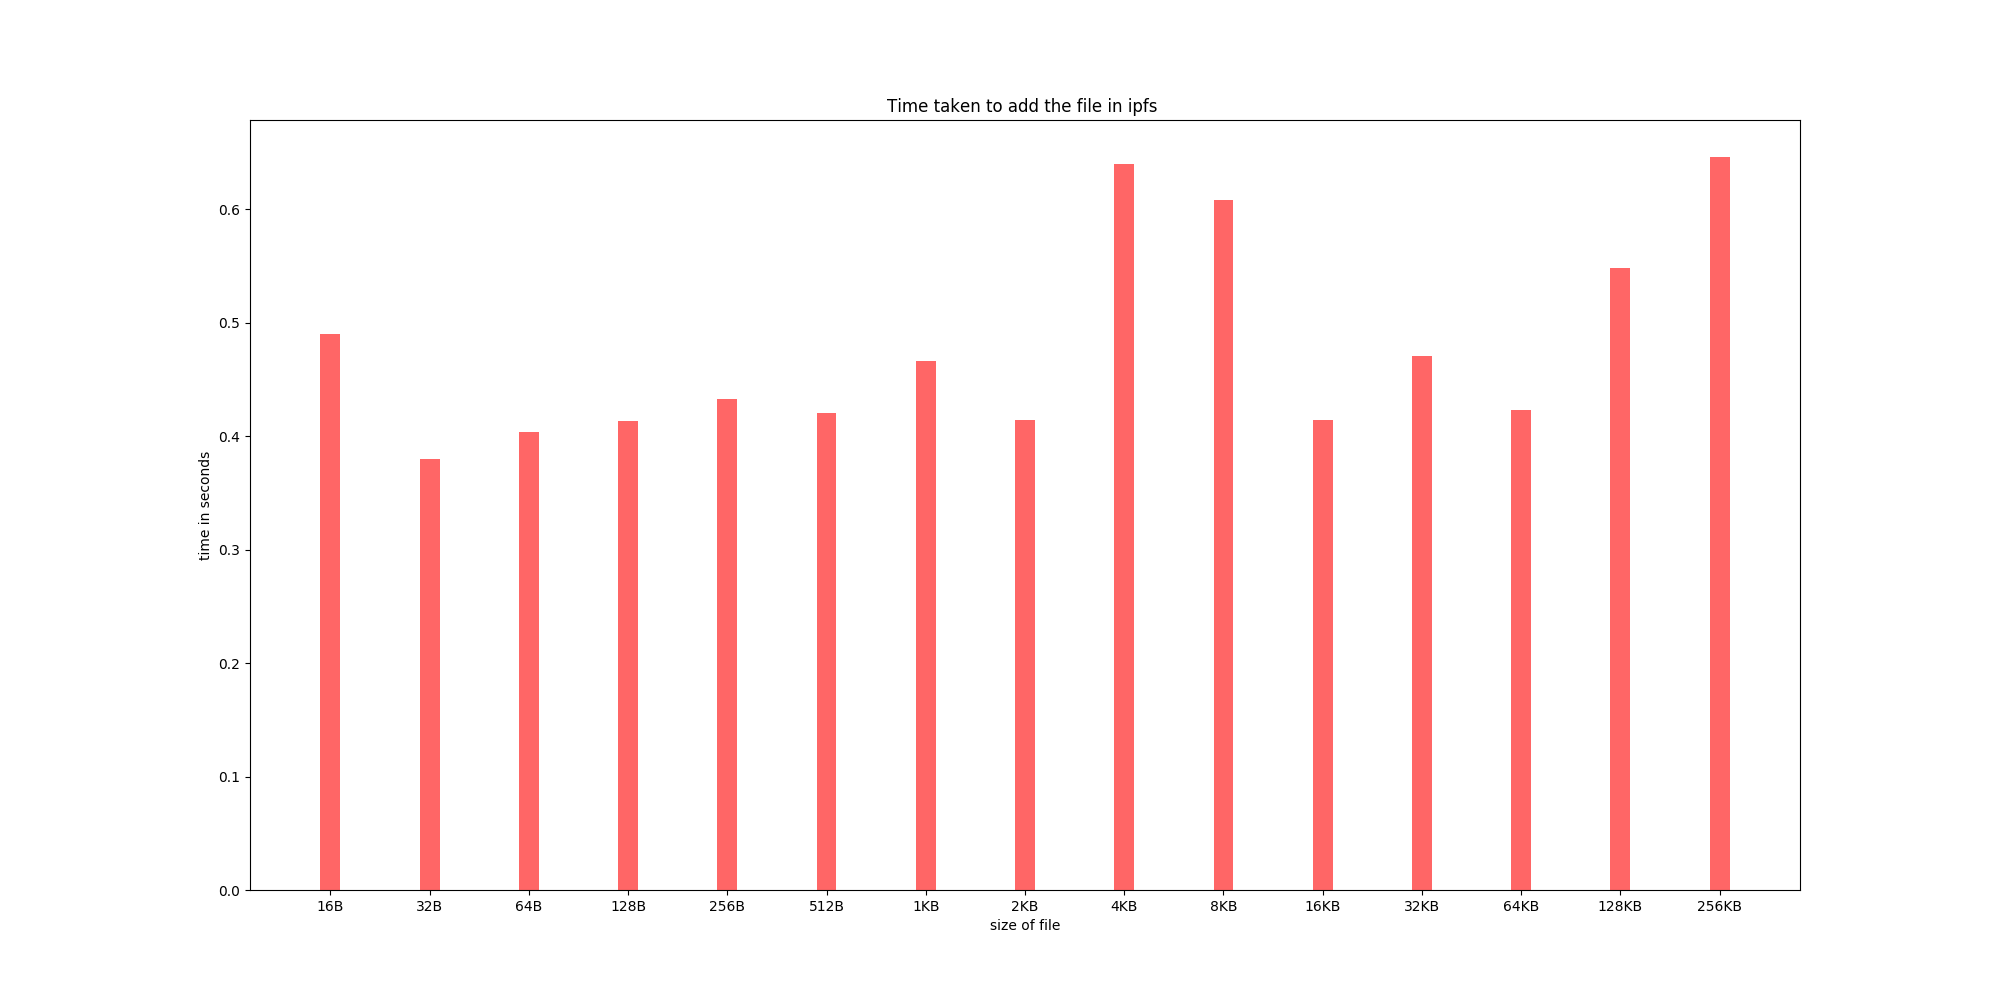 Time taken to add the file in ipfs
0.6
0.5
0.4
0.3
0.2
0.1
0.0
time in seconds
16B 32B 64B 128B 256B 512B 1KB 2KB 4KB 8KB 16KB 32KB 64KB 128KB 256KB
size of file